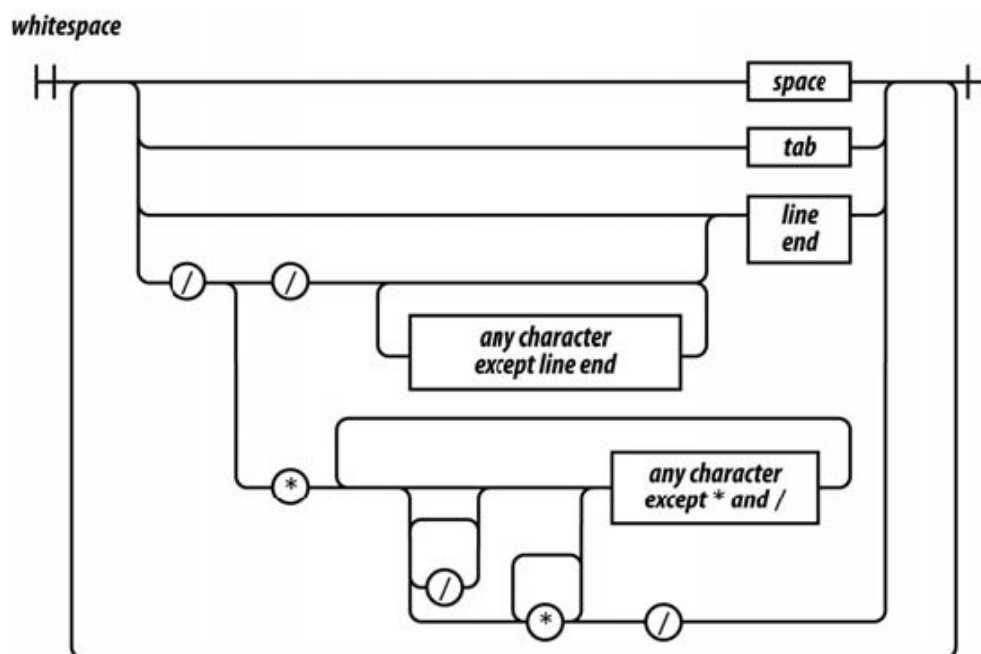 whitespace
space
tab
line
end
/ /
any character
except line end
*
any character
except * and /
/
* /